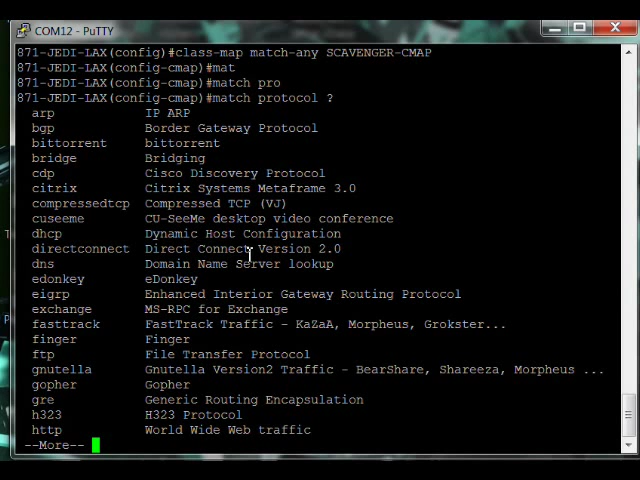 COM12 - PuTTY
871-JEDI-LAX(config)#class-map match-any SCAVENGER-CMAP
871-JEDI-LAX(config-cmap)#mat
871-JEDI-LAX(config-cmap)#match pro
871-JEDI-LAX(config-cmap)#match protocol ?
arp IP ARP
bgp Border Gateway Protocol
bittorrent bittorrent
bridge Bridging
cdp Cisco Discovery Protocol
citrix Citrix Systems Metaframe 3.0
compressedtcp Compressed TCP (VJ)
cuseeme CU-SeeMe desktop video conference
dhcp Dynamic Host Configuration
directconnect Direct Connect Version 2.0
dns Domain Name Server lookup
edonkey eDonkey
eigrp Enhanced Interior Gateway Routing Protocol
exchange MS-RPC for Exchange
fasttrack FastTrack Traffic - KaZaA, Morpheus, Grokster...
finger Finger
ftp File Transfer Protocol
gnutella Gnutella Version2 Traffic - BearShare, Shareeza, Morpheus ...
gopher Gopher
gre Generic Routing Encapsulation
h323 H323 Protocol
http World Wide Web traffic
--More--